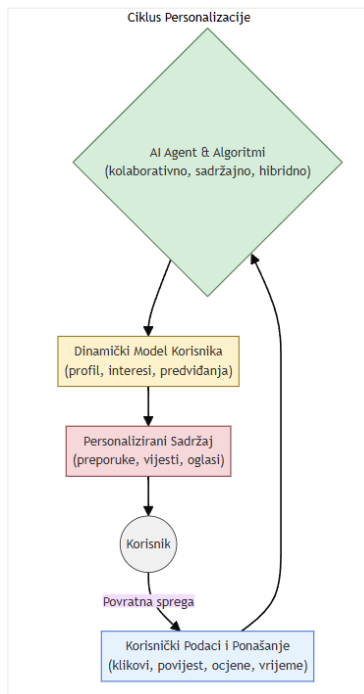 Ciklus Personalizacije
AI Agent & Algoritmi
(kolaborativno, sadržajno, hibridno)
Dinamički Model Korisnika
(profil, interesi, predviđanja)
Personalizirani Sadržaj
(preporuke, vijesti, oglasi)
Korisnik
Povratna sprega
Korisnički Podaci i Ponašanje
(klikovi, povijest, ocjene, vrijeme)